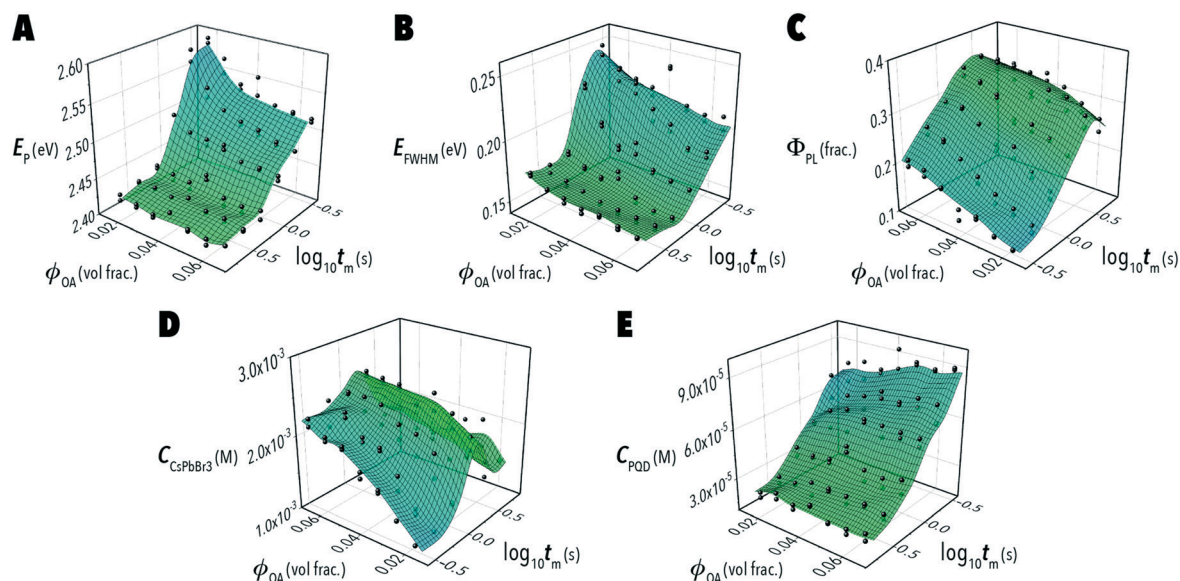 A
2.60
2.55
2.50
2.45
2.40
E_P (eV)
0.02
0.04
0.06
ϕ_OA (vol frac.)
-0.5
0.0
0.5
log₁₀ t_m (s)
B
0.25
0.20
0.15
E_FWHM (eV)
0.02
0.04
0.06
ϕ_OA (vol frac.)
-0.5
0.0
0.5
log₁₀ t_m (s)
C
0.4
0.3
0.2
0.1
Φ_PL (frac.)
0.06
0.04
0.02
ϕ_OA (vol frac.)
0.5
0.0
-0.5
log₁₀ t_m (s)
D
3.0x10⁻³
2.0x10⁻³
1.0x10⁻³
C_CsPbBr3 (M)
0.06
0.04
0.02
ϕ_OA (vol frac.)
0.5
0.0
-0.5
log₁₀ t_m (s)
E
9.0x10⁻⁵
6.0x10⁻⁵
3.0x10⁻⁵
C_PQD (M)
0.02
0.04
0.06
ϕ_OA (vol frac.)
-0.5
0.0
0.5
log₁₀ t_m (s)